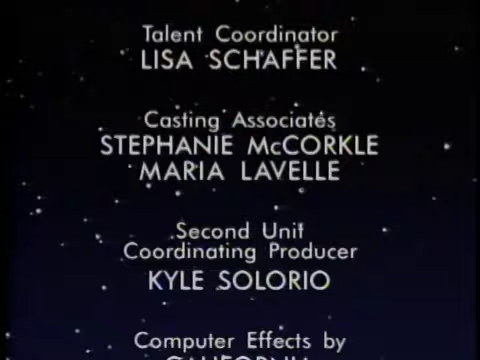 Talent Coordinator
LISA SCHAFFER
Casting Associates
STEPHANIE McCORKLE
MARIA LAVELLE
Second Unit
Coordinating Producer
KYLE SOLORIO
Computer Effects by
CALIFORNIA